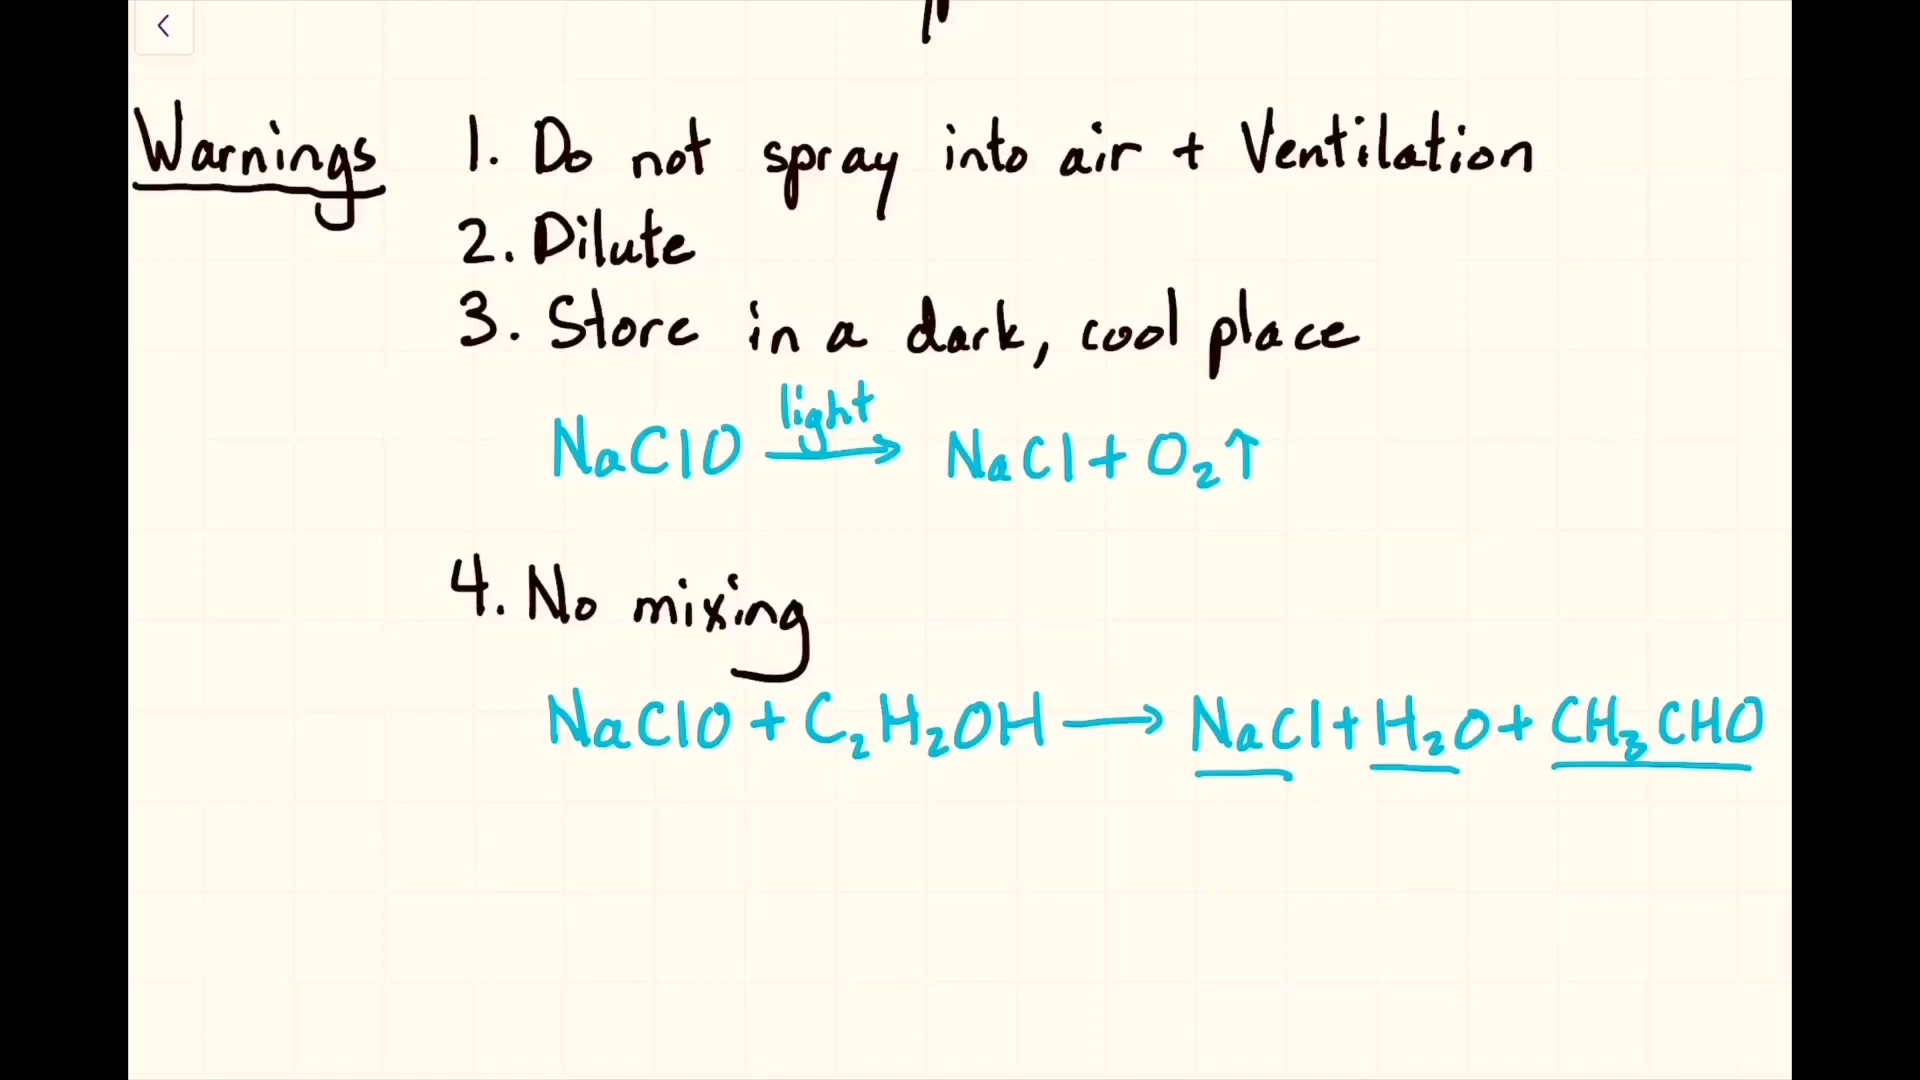 Warnings 1. Do not spray into air + Ventilation
2. Dilute
3. Store in a dark, cool place
NaClO light → NaCl + O₂↑
4. No mixing
NaClO + C₂H₂OH → NaCl + H₂O + CH₃CHO